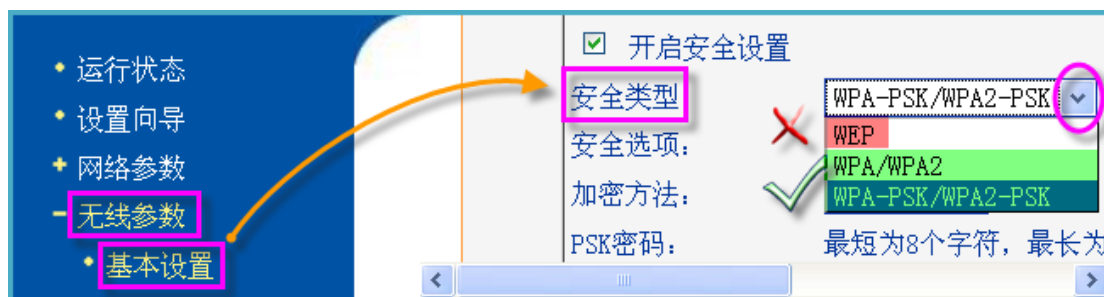 运行状态
设置向导
网络参数
无线参数
基本设置
开启安全设置
安全类型
WPA-PSK/WPA2-PSK
WEP
安全选项：
WPA/WPA2
加密方法：
WPA-PSK/WPA2-PSK
PSK密码：
最短为8个字符，最长为